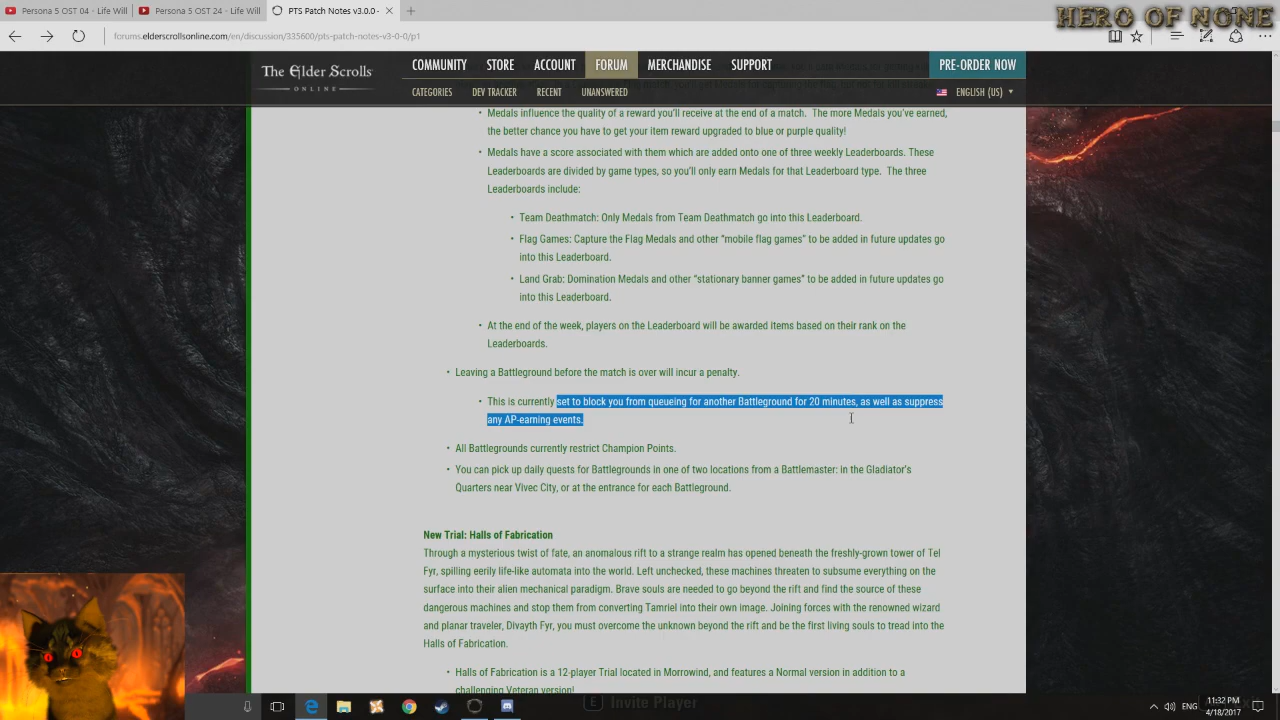 Persona 5 OST 04 - Life Will
Persona 5 OST 24 - Life Will
PTS Patch Notes v3.0.0 -
HERO OF NONE
forums.elderscrollsonline.com/en/discussion/335600/pts-patch-notes-v3-0-0/p1
The Elder Scrolls
ONLINE
COMMUNITY STORE ACCOUNT FORUM MERCHANDISE SUPPORT
PRE-ORDER NOW
CATEGORIES DEV TRACKER RECENT UNANSWERED
ENGLISH (US)
• Medals influence the quality of a reward you'll receive at the end of a match. The more Medals you've earned,
the better chance you have to get your item reward upgraded to blue or purple quality!
• Medals have a score associated with them which are added onto one of three weekly Leaderboards. These
Leaderboards are divided by game types, so you'll only earn Medals for that Leaderboard type. The three
Leaderboards include:
• Team Deathmatch: Only Medals from Team Deathmatch go into this Leaderboard.
• Flag Games: Capture the Flag Medals and other "mobile flag games" to be added in future updates go
into this Leaderboard.
• Land Grab: Domination Medals and other "stationary banner games" to be added in future updates go
into this Leaderboard.
• At the end of the week, players on the Leaderboard will be awarded items based on their rank on the
Leaderboards.
• Leaving a Battleground before the match is over will incur a penalty.
• This is currently set to block you from queueing for another Battleground for 20 minutes, as well as suppress
any AP-earning events.
• All Battlegrounds currently restrict Champion Points.
• You can pick up daily quests for Battlegrounds in one of two locations from a Battlemaster: in the Gladiator's
Quarters near Vivec City, or at the entrance for each Battleground.
New Trial: Halls of Fabrication
Through a mysterious twist of fate, an anomalous rift to a strange realm has opened beneath the freshly-grown tower of Tel
Fyr, spilling eerily life-like automata into the world. Left unchecked, these machines threaten to subsume everything on the
surface into their alien mechanical paradigm. Brave souls are needed to go beyond the rift and find the source of these
dangerous machines and stop them from converting Tamriel into their own image. Joining forces with the renowned wizard
and planar traveler, Divayth Fyr, you must overcome the unknown beyond the rift and be the first living souls to tread into the
Halls of Fabrication.
• Halls of Fabrication is a 12-player Trial located in Morrowind, and features a Normal version in addition to a
challenging Veteran version!
E Invite Player
ENG
11:32 PM
4/18/2017